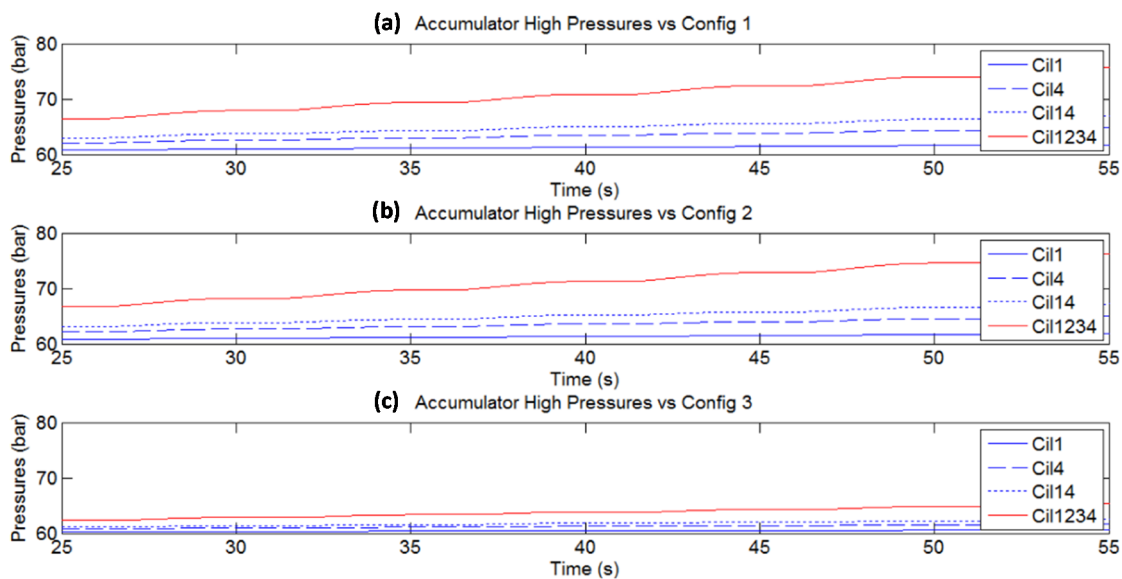 (a) Accumulator High Pressures vs Config 1
Pressures (bar)
80
70
60
25 30 35 40 45 50 55
Time (s)
Cil1
Cil4
Cil14
Cil1234
(b) Accumulator High Pressures vs Config 2
Pressures (bar)
80
70
60
25 30 35 40 45 50 55
Time (s)
Cil1
Cil4
Cil14
Cil1234
(c) Accumulator High Pressures vs Config 3
Pressures (bar)
80
70
60
25 30 35 40 45 50 55
Time (s)
Cil1
Cil4
Cil14
Cil1234